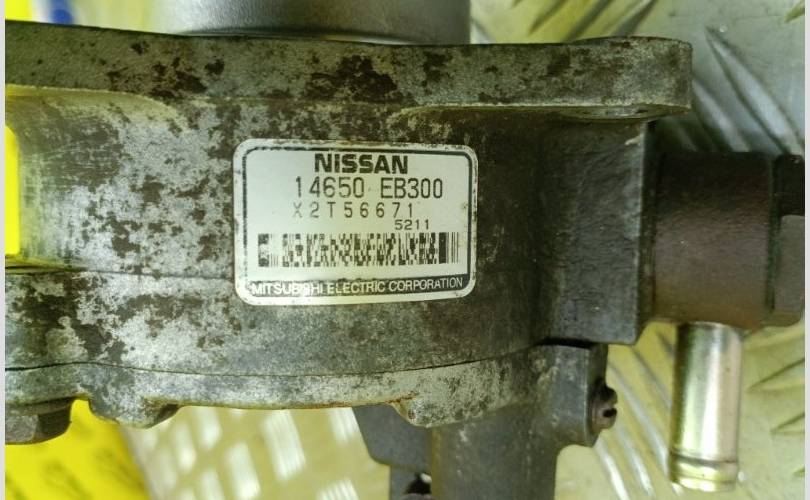 NISSAN
14650 EB300
X2T56671
5211
MITSUBISHI ELECTRIC CORPORATION